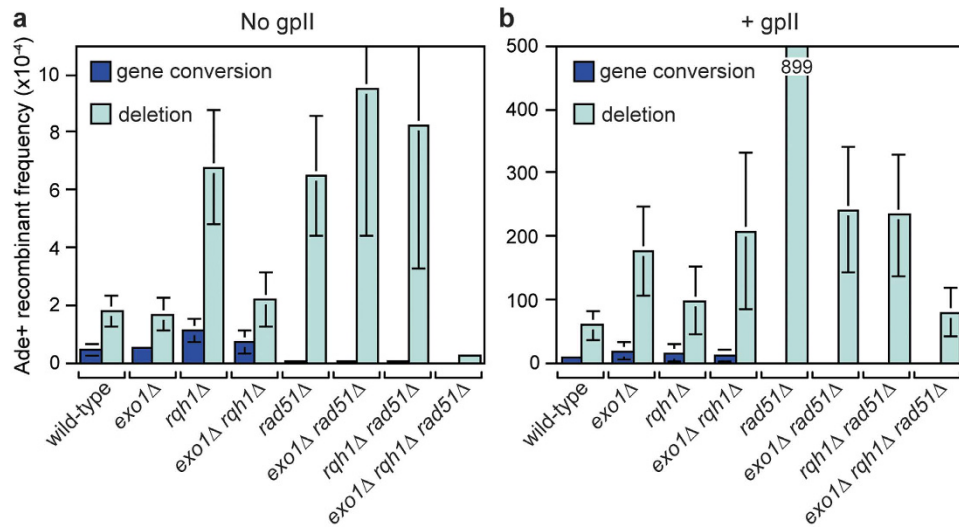 a
No gpII
Ade+ recombinant frequency (x10⁻⁴)
gene conversion
deletion
10
8
6
4
2
0
wild-type
exo1Δ
rqh1Δ
exo1Δ rqh1Δ
rad51Δ
exo1Δ rad51Δ
rqh1Δ rad51Δ
exo1Δ rqh1Δ rad51Δ
b
+ gpII
gene conversion
deletion
899
500
400
300
200
100
0
wild-type
exo1Δ
rqh1Δ
exo1Δ rqh1Δ
rad51Δ
exo1Δ rad51Δ
rqh1Δ rad51Δ
exo1Δ rqh1Δ rad51Δ